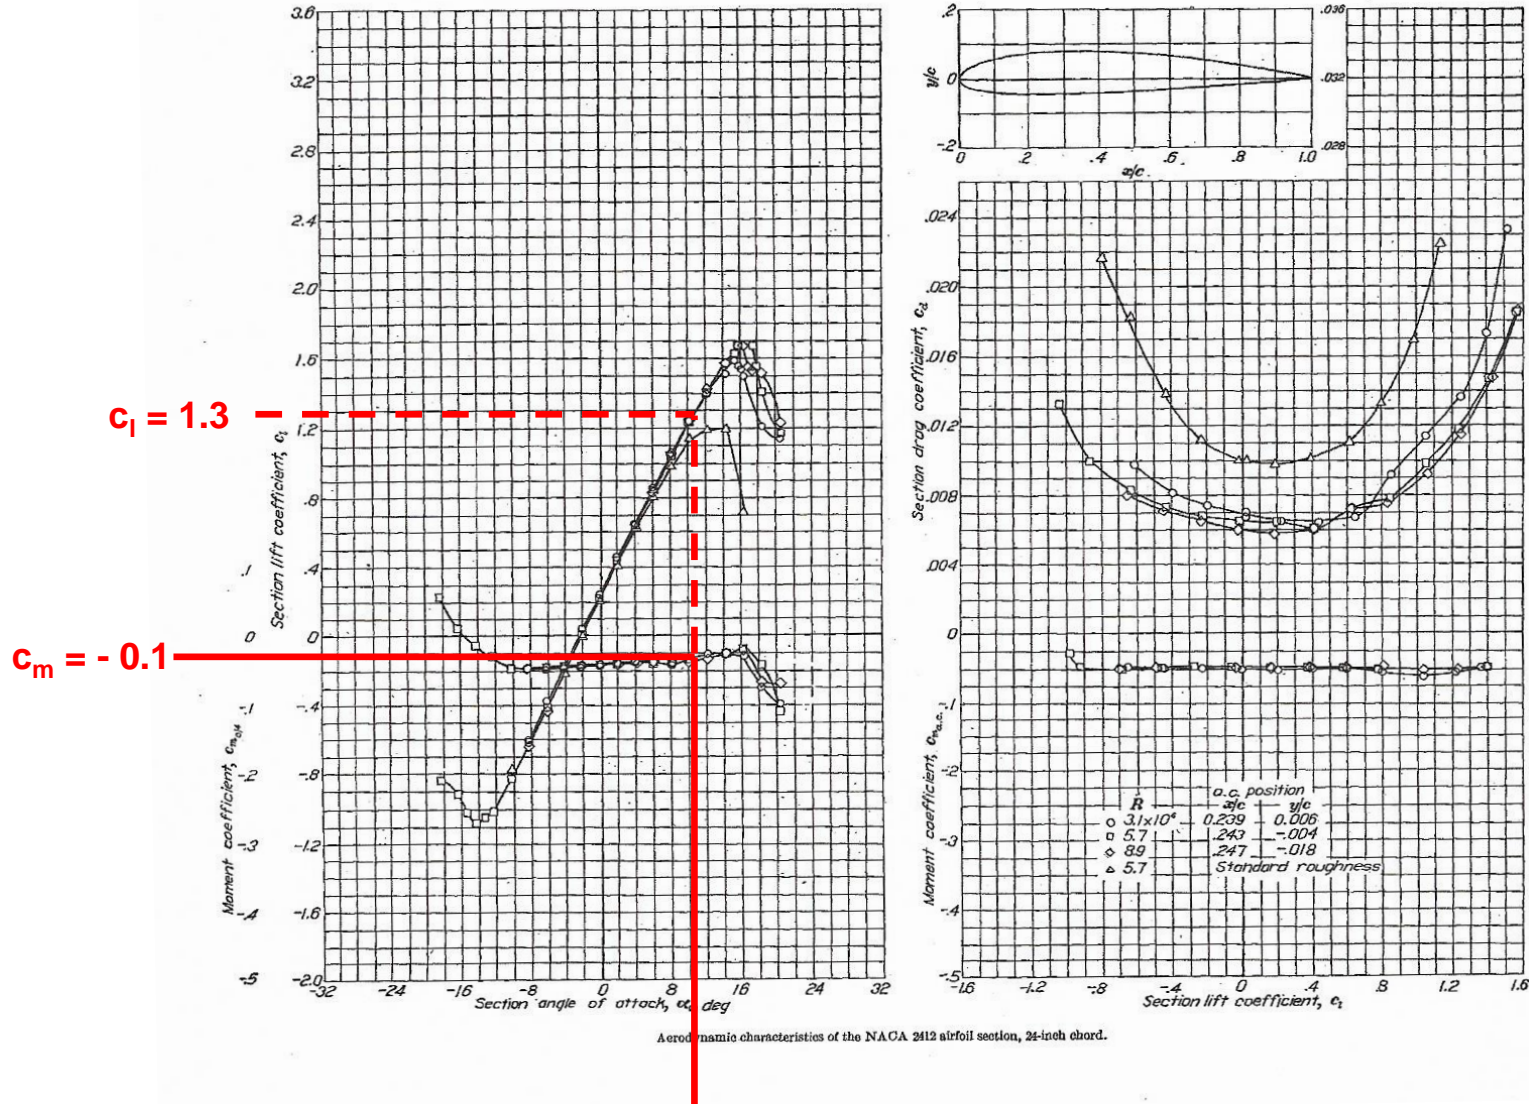 c_l = 1.3
c_m = - 0.1
3.6
3.2
2.8
2.4
2.0
1.6
1.2
.8
.4
0
-.4
-.8
-1.2
-1.6
-2.0
Section lift coefficient, c_l
.1
0
-.1
-.2
-.3
-.4
-.5
Moment coefficient, c_m_c/4
-32 -24 -16 -8 0 8 16 24 32
Section angle of attack, α₀, deg
.2
0
-.2
y/c
0 .2 .4 .6 .8 1.0
x/c
.036
.032
.028
.024
.020
.016
.012
.008
.004
0
Section drag coefficient, c_d
-.1
-.2
-.3
-.4
-.5
Moment coefficient, c_m_a.c.
a.c. position
R x/c y/c
○ 3.1×10⁶ 0.239 0.006
□ 5.7 .243 -.004
◇ 8.9 .247 -.018
△ 5.7 Standard roughness
-1.6 -1.2 -.8 -.4 0 .4 .8 1.2 1.6
Section lift coefficient, c_l
Aerodynamic characteristics of the NACA 2412 airfoil section, 24-inch chord.